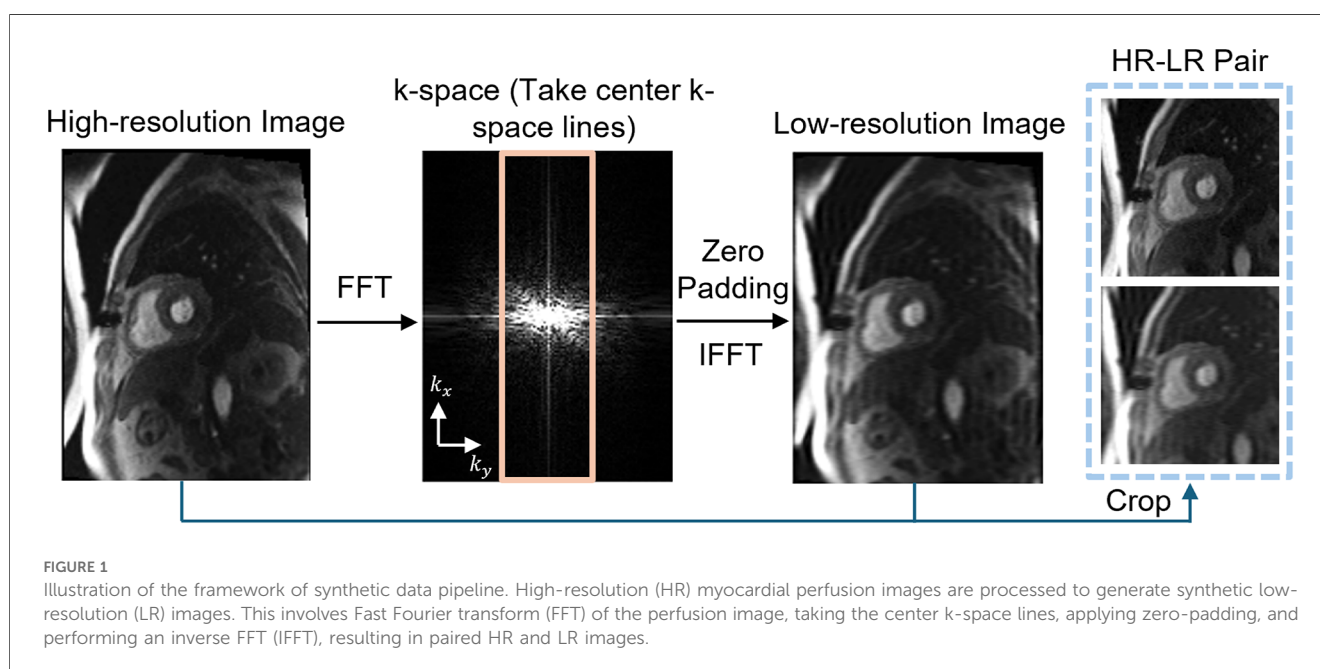 HR-LR Pair
k-space (Take center k-
space lines)
High-resolution Image
Low-resolution Image
FFT
Zero
Padding
IFFT
kₓ
k_y
Crop
FIGURE 1
Illustration of the framework of synthetic data pipeline. High-resolution (HR) myocardial perfusion images are processed to generate synthetic low-
resolution (LR) images. This involves Fast Fourier transform (FFT) of the perfusion image, taking the center k-space lines, applying zero-padding, and
performing an inverse FFT (IFFT), resulting in paired HR and LR images.